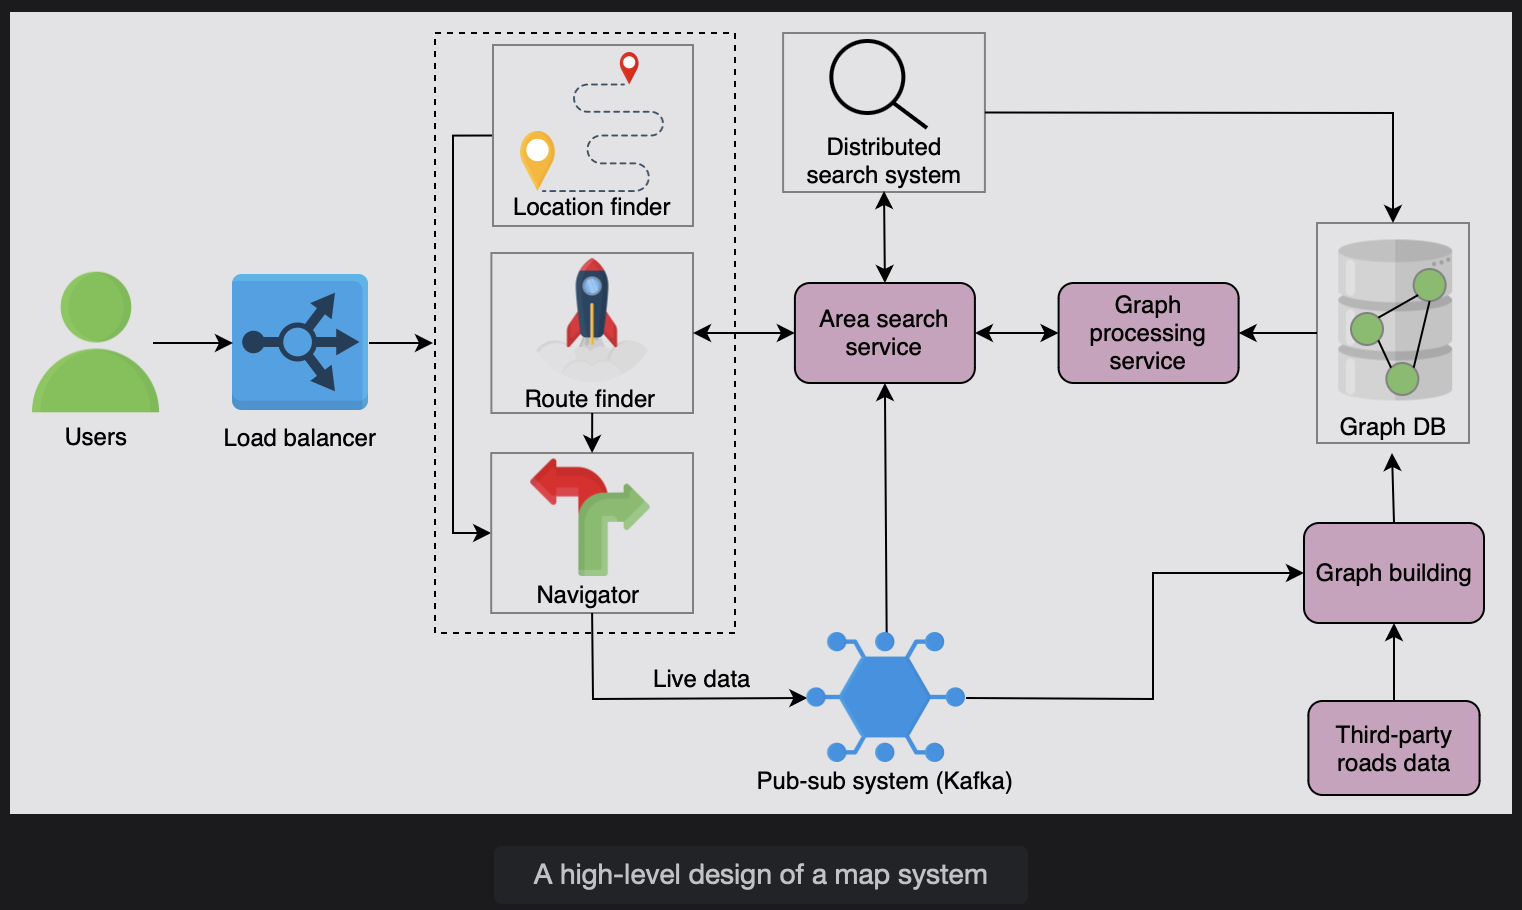 Distributed
search system
Location finder
Area search
service
Graph
processing
service
Users
Load balancer
Route finder
Graph DB
Navigator
Graph building
Live data
Third-party
roads data
Pub-sub system (Kafka)
A high-level design of a map system